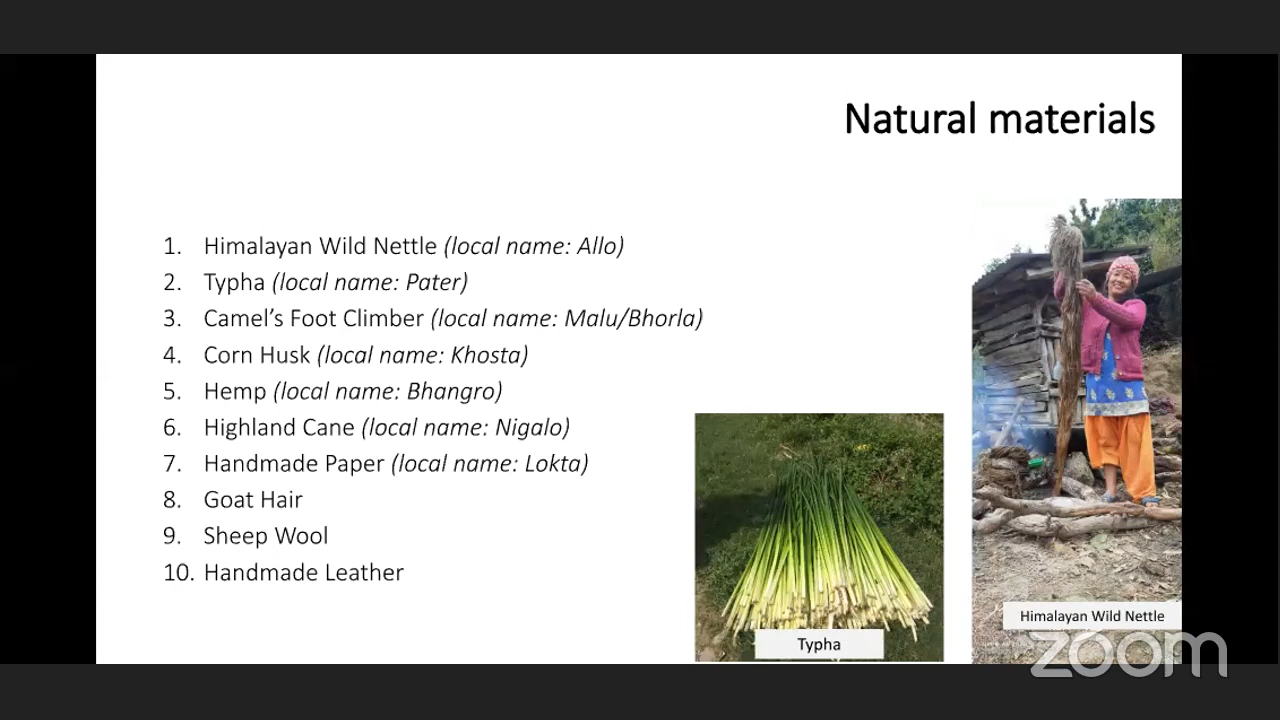 Natural materials
1. Himalayan Wild Nettle (local name: Allo)
2. Typha (local name: Pater)
3. Camel’s Foot Climber (local name: Malu/Bhorla)
4. Corn Husk (local name: Khosta)
5. Hemp (local name: Bhangro)
6. Highland Cane (local name: Nigalo)
7. Handmade Paper (local name: Lokta)
8. Goat Hair
9. Sheep Wool
10. Handmade Leather
Typha
Himalayan Wild Nettle
zoom